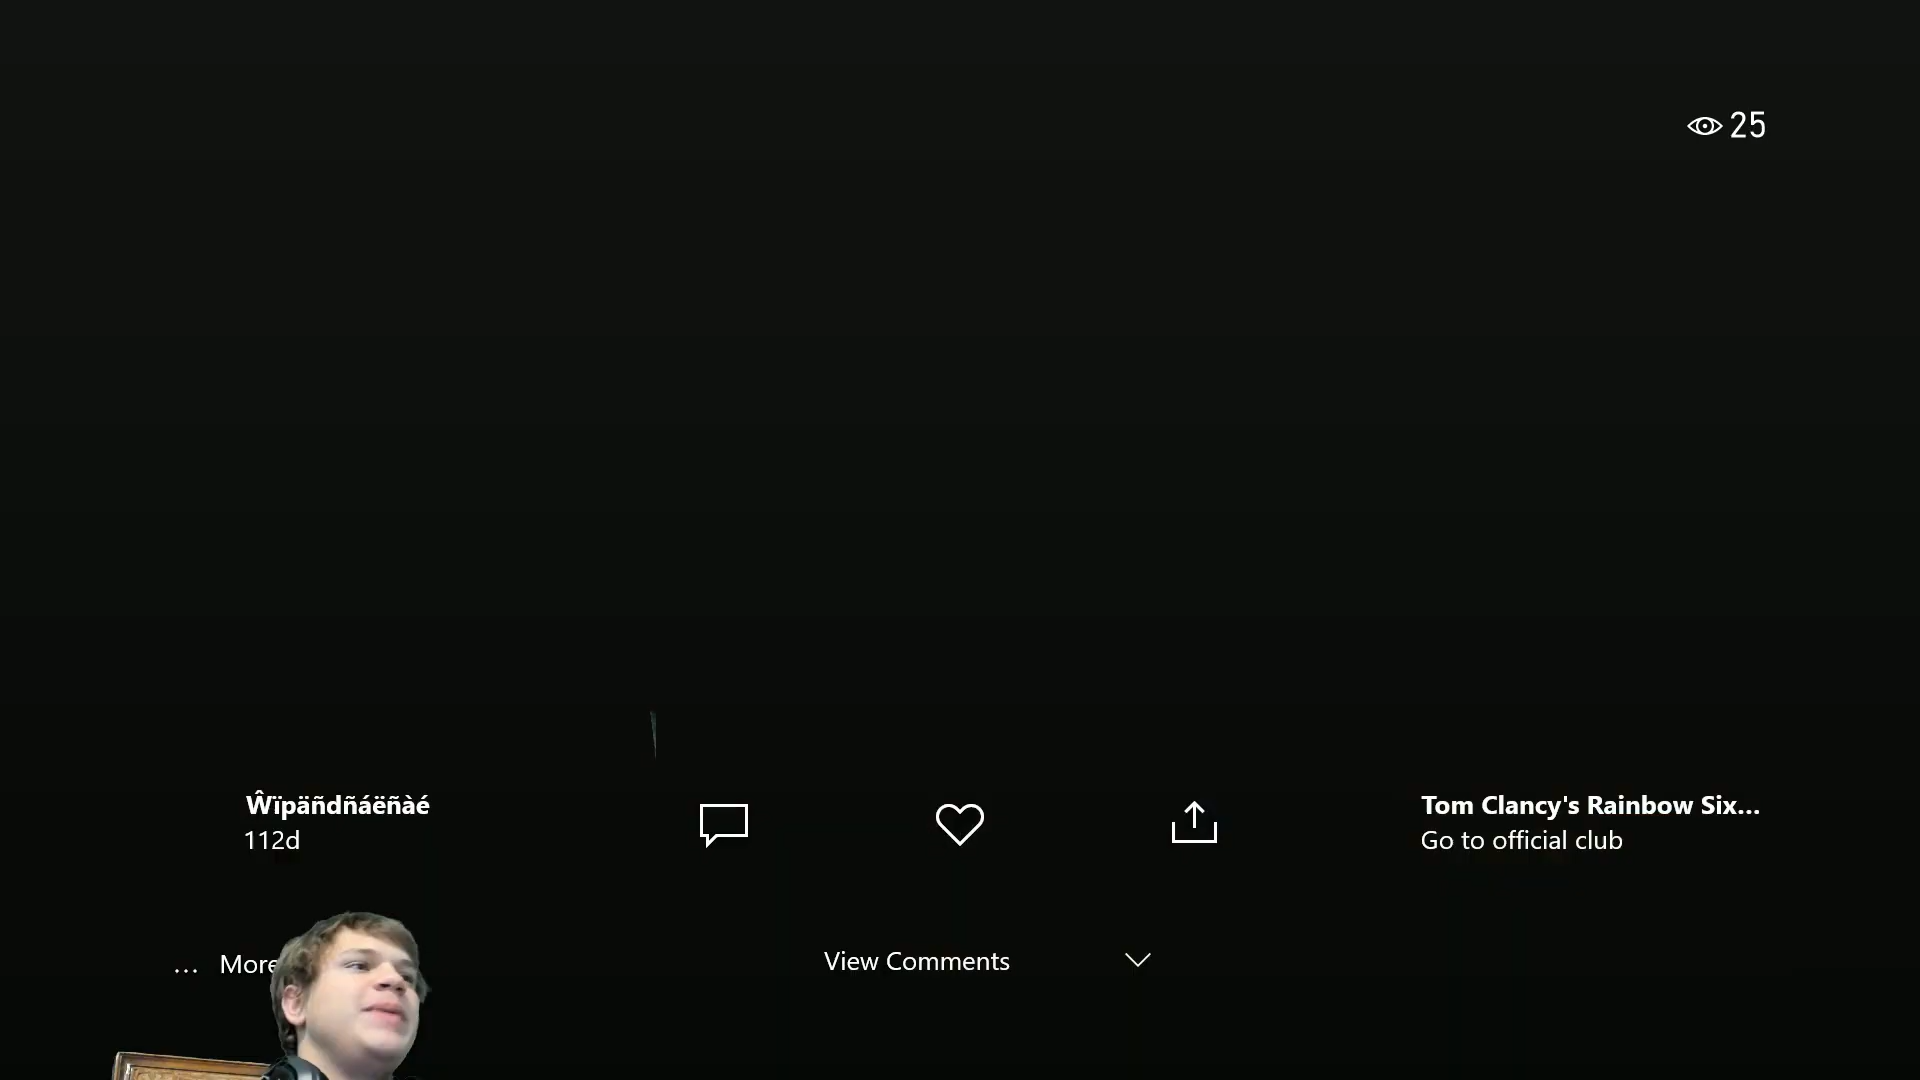 25
Ŵïpäñdñáëñàé
112d
Tom Clancy's Rainbow Six...
Go to official club
... More
View Comments